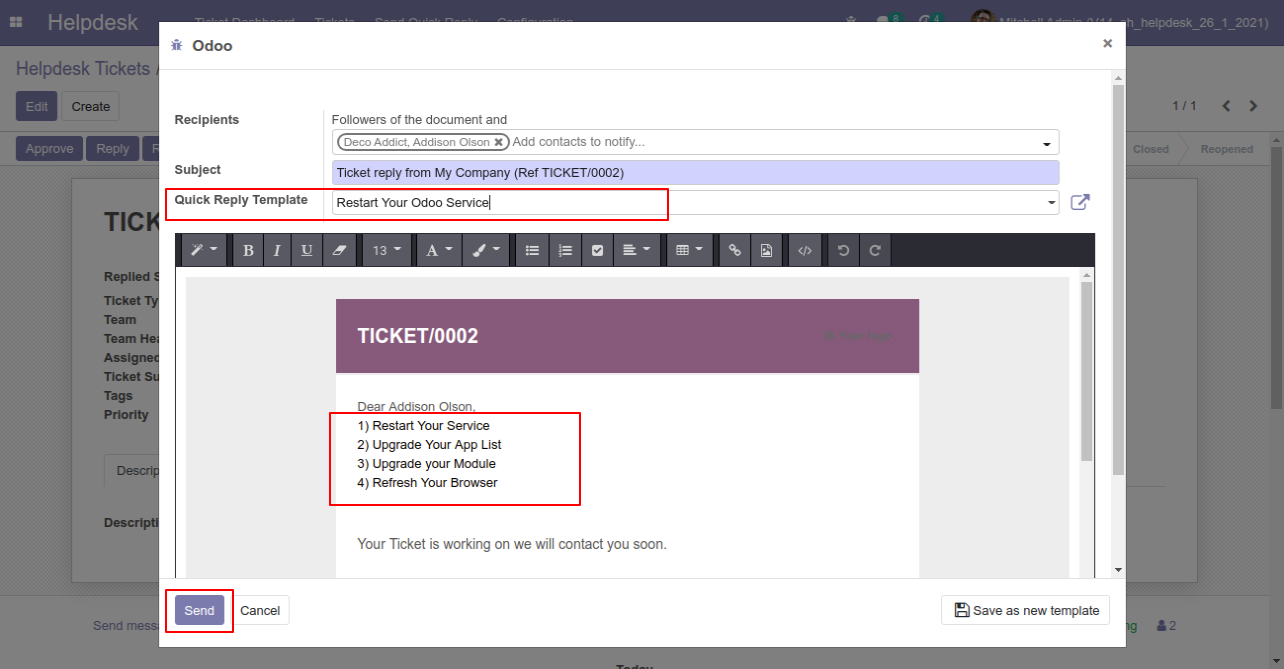 Helpdesk Ticket Dashboard Tickets Send Quick Reply Configuration 8 4 Mitchell Admin (V14_sh_helpdesk_26_1_2021)
Odoo ×
Helpdesk Tickets /
Edit Create 1 / 1
Approve Reply R Closed Reopened
Recipients Followers of the document and
Deco Addict, Addison Olson ✖ Add contacts to notify...
Subject Ticket reply from My Company (Ref TICKET/0002)
Quick Reply Template Restart Your Odoo Service
TICK
B I U 13 A </>
Replied S
Ticket Ty
Team
Team Hea
Assigned
Ticket Su
Tags
Priority
Descrip
Descripti
TICKET/0002
Dear Addison Olson,
1) Restart Your Service
2) Upgrade Your App List
3) Upgrade your Module
4) Refresh Your Browser
Your Ticket is working on we will contact you soon.
Send Cancel Save as new template
Send mess ng 2
Today